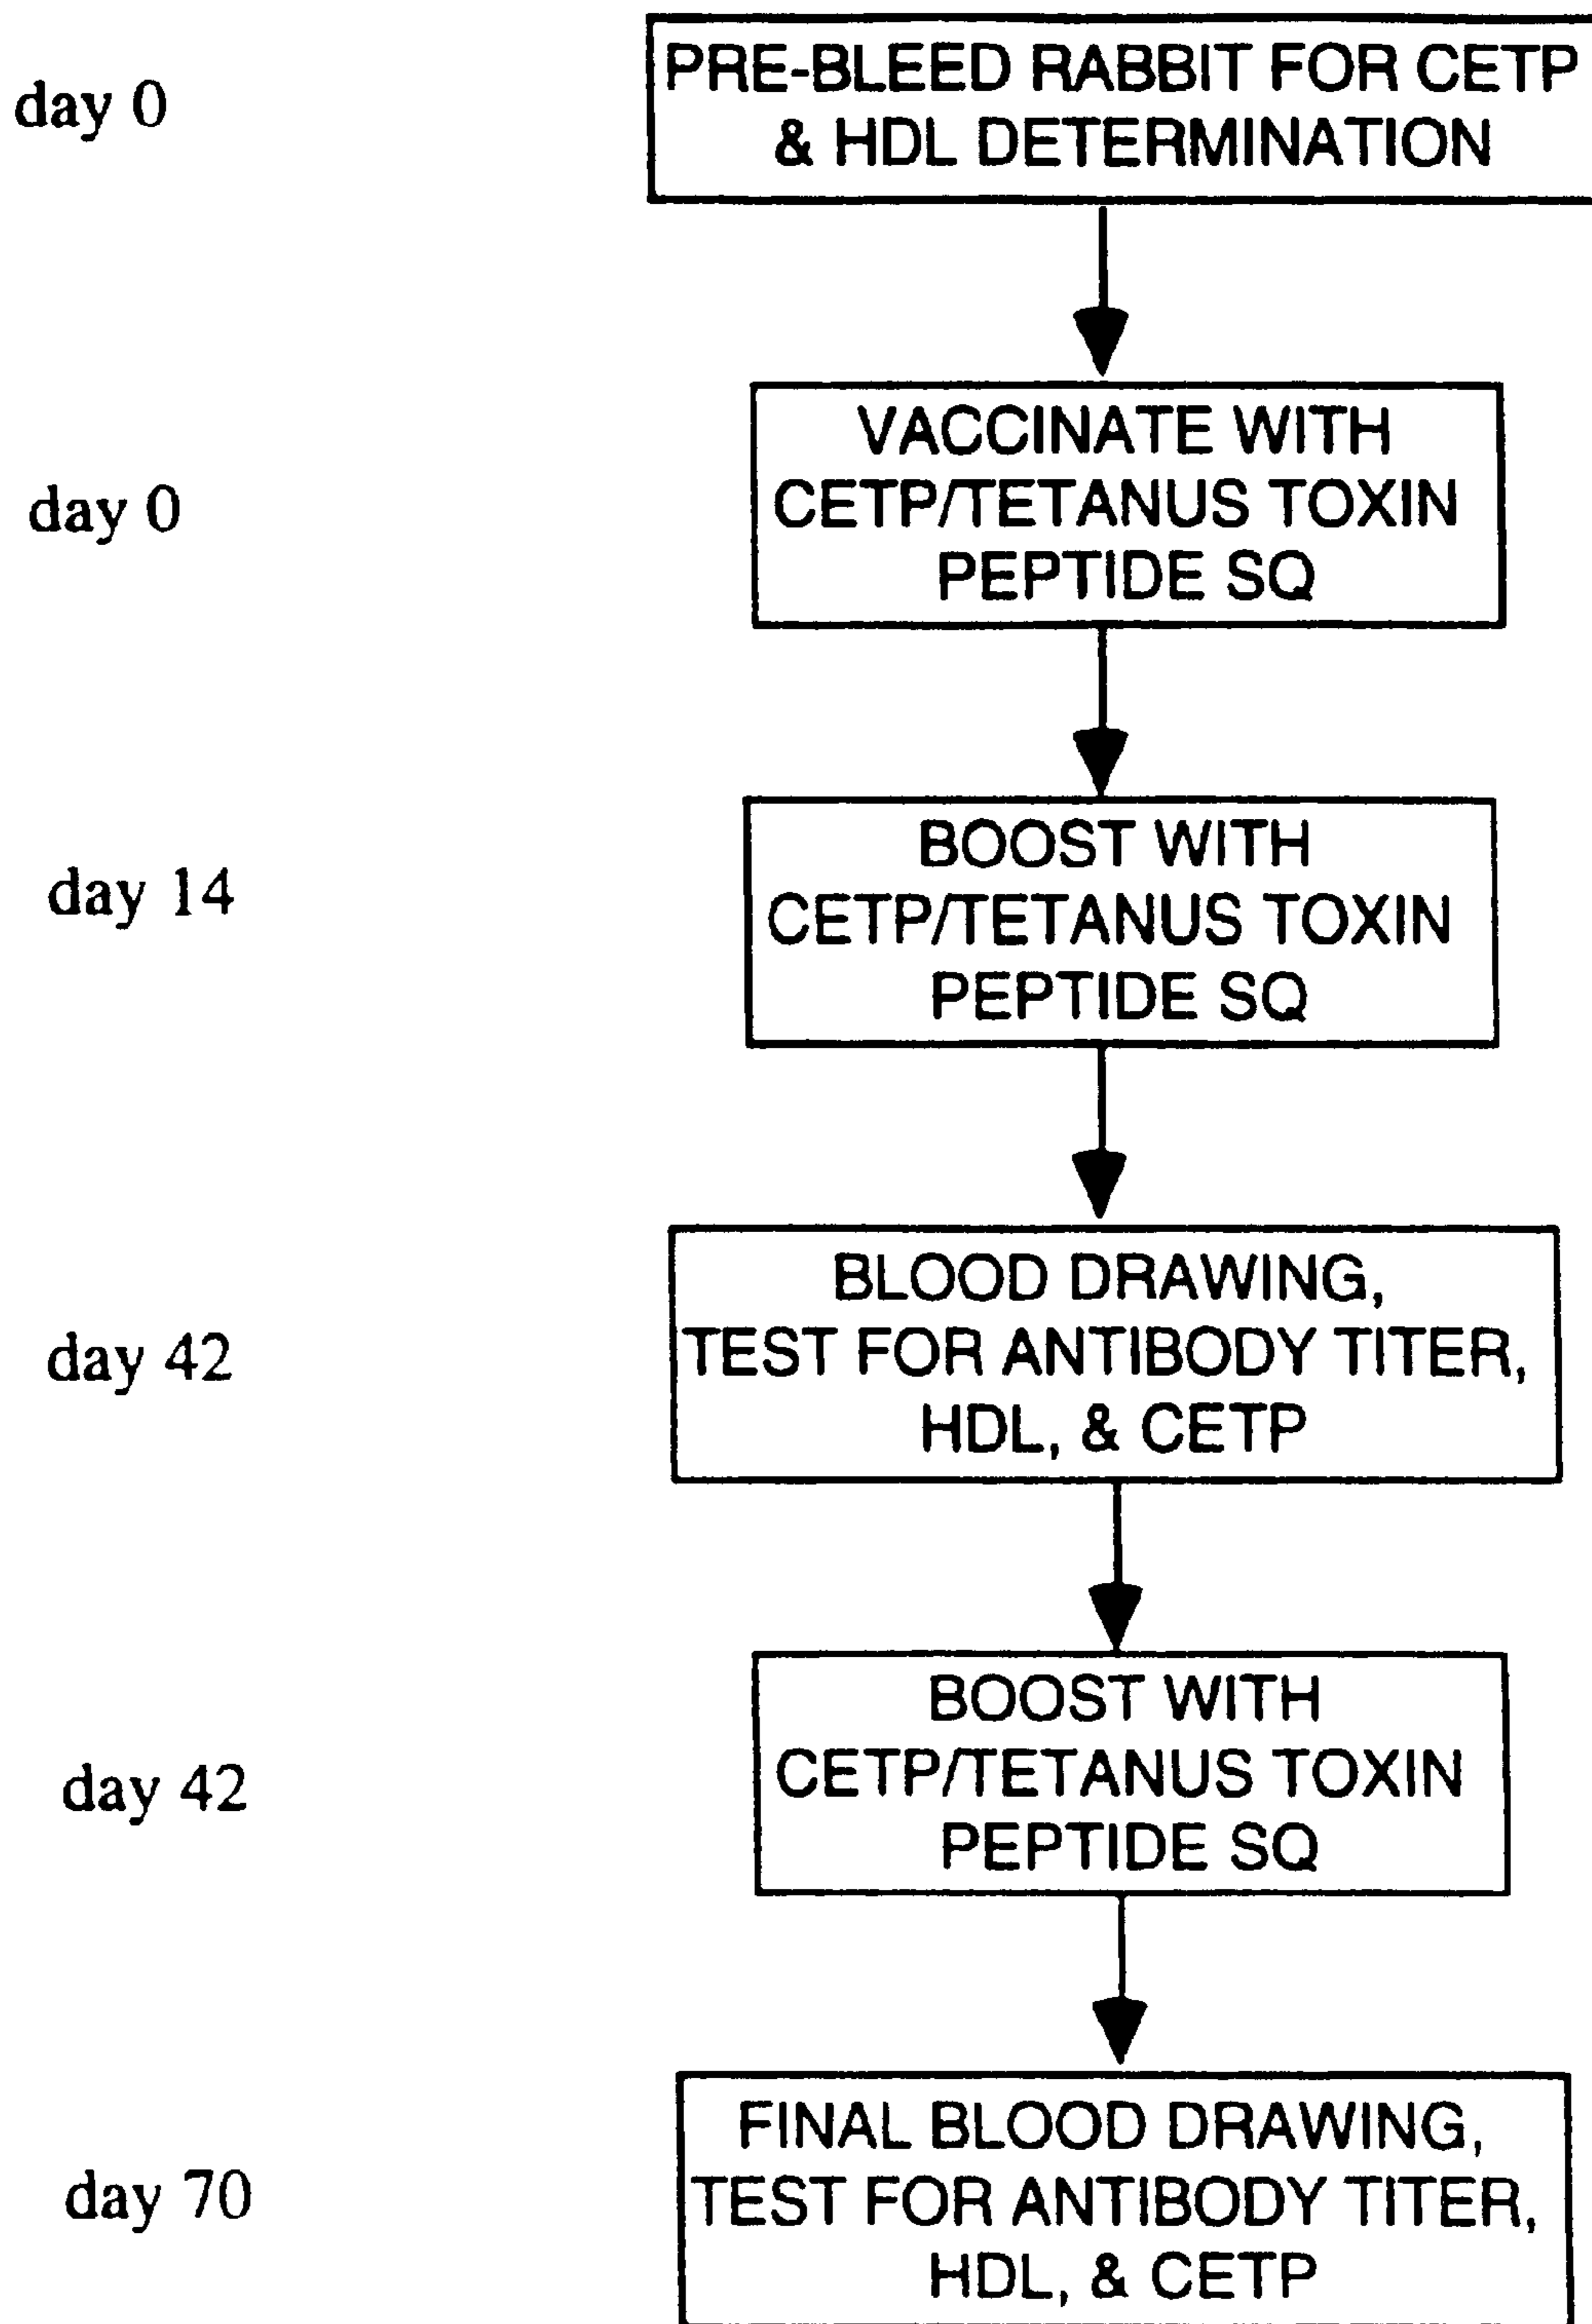 day 0
PRE-BLEED RABBIT FOR CETP
& HDL DETERMINATION
day 0
VACCINATE WITH
CETP/TETANUS TOXIN
PEPTIDE SQ
day 14
BOOST WITH
CETP/TETANUS TOXIN
PEPTIDE SQ
day 42
BLOOD DRAWING,
TEST FOR ANTIBODY TITER,
HDL, & CETP
day 42
BOOST WITH
CETP/TETANUS TOXIN
PEPTIDE SQ
day 70
FINAL BLOOD DRAWING,
TEST FOR ANTIBODY TITER,
HDL, & CETP